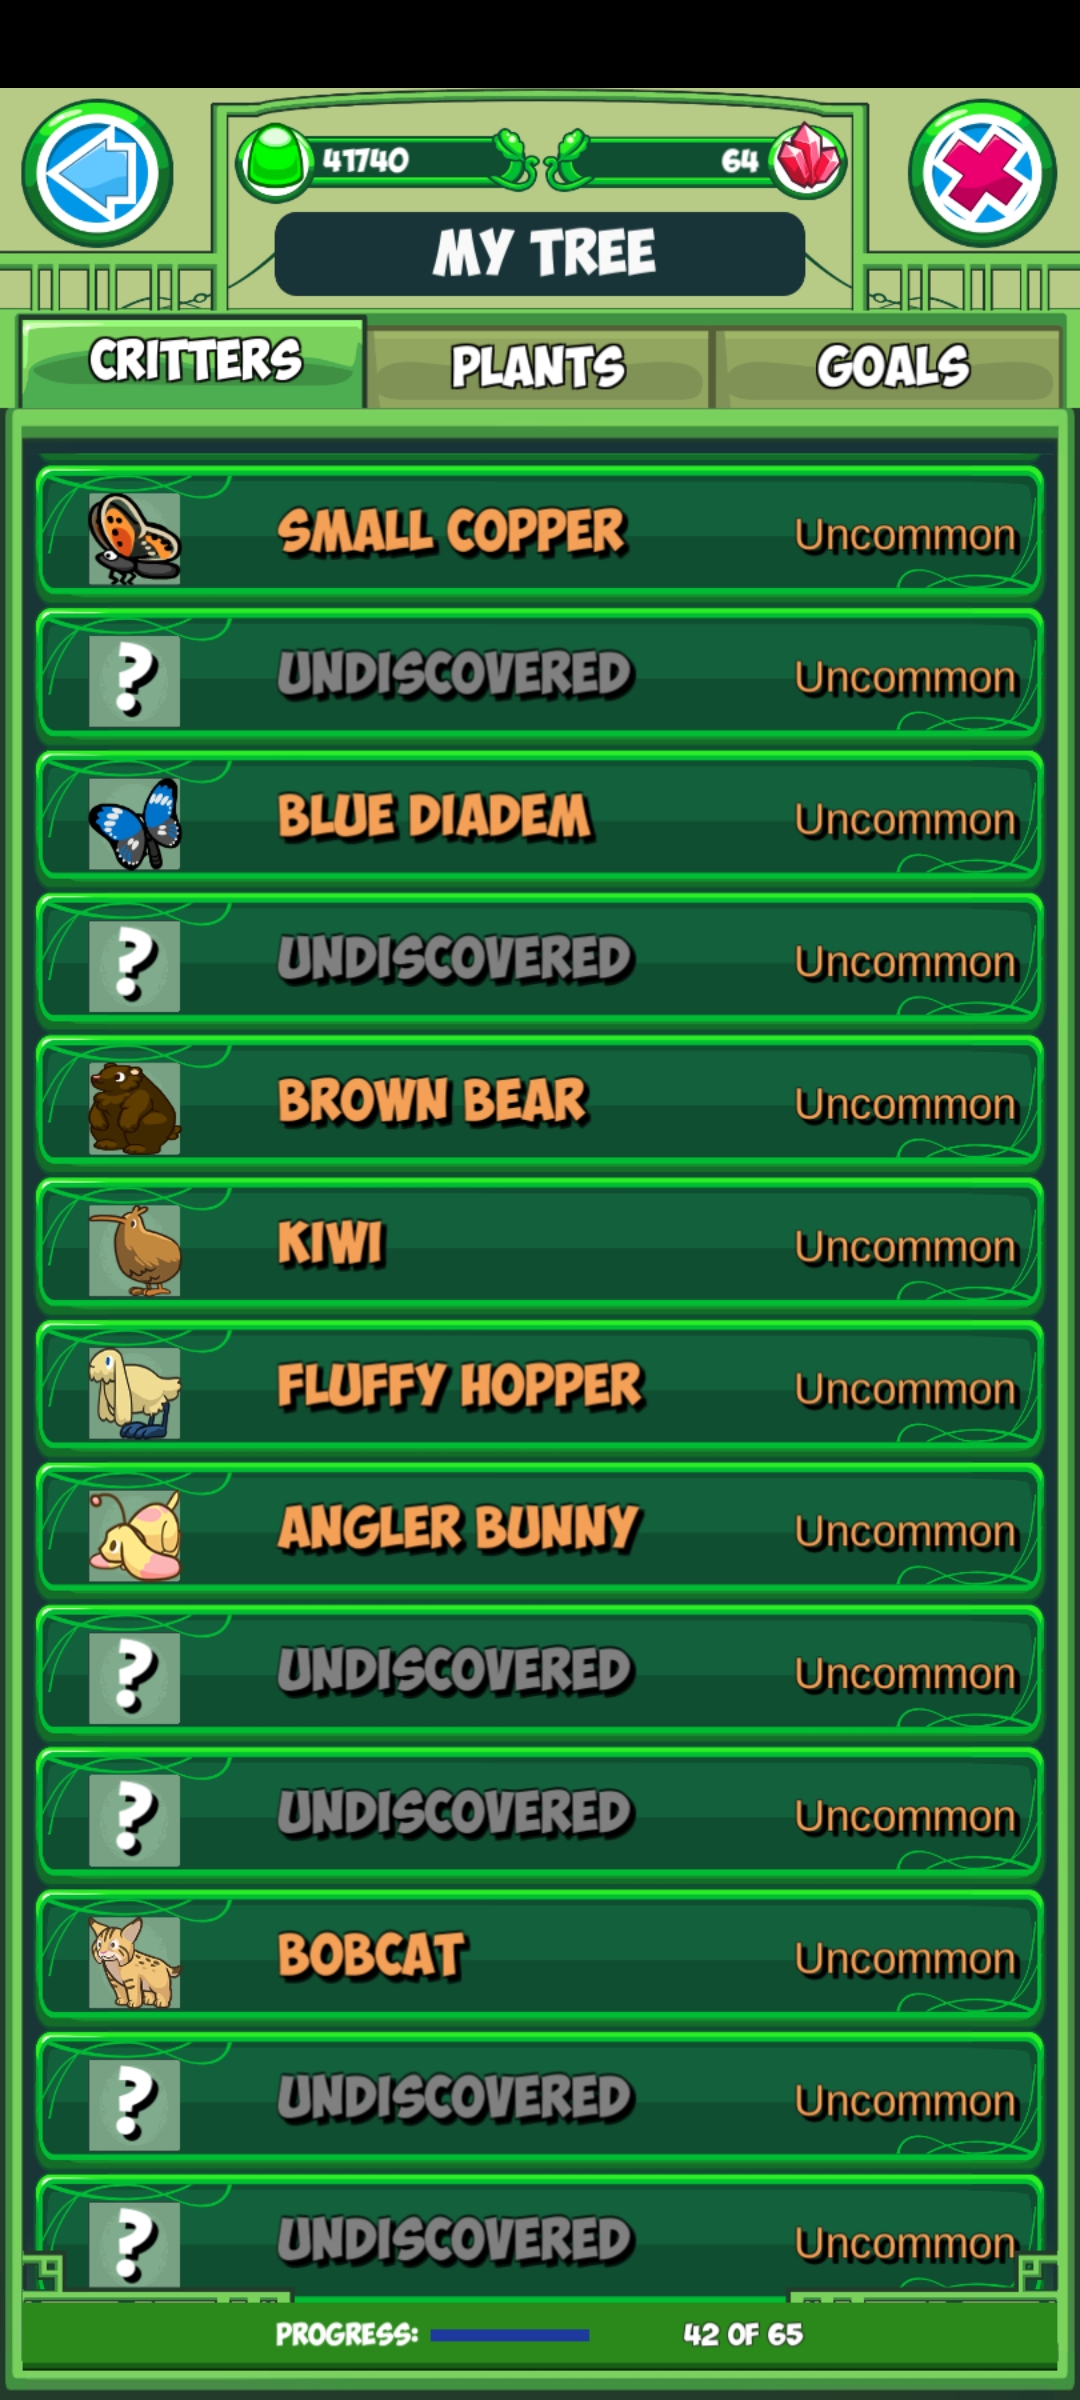 41740
64
MY TREE
CRITTERS
PLANTS
GOALS
SMALL COPPER Uncommon
? UNDISCOVERED Uncommon
BLUE DIADEM Uncommon
? UNDISCOVERED Uncommon
BROWN BEAR Uncommon
KIWI Uncommon
FLUFFY HOPPER Uncommon
ANGLER BUNNY Uncommon
? UNDISCOVERED Uncommon
? UNDISCOVERED Uncommon
BOBCAT Uncommon
? UNDISCOVERED Uncommon
? UNDISCOVERED Uncommon
PROGRESS: 42 OF 65